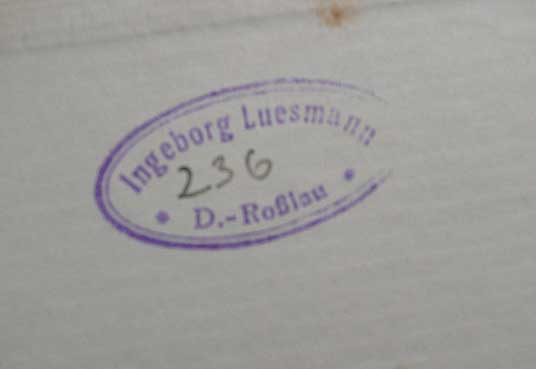 Ingeborg Luesmann
236
* D.-Roßlau *